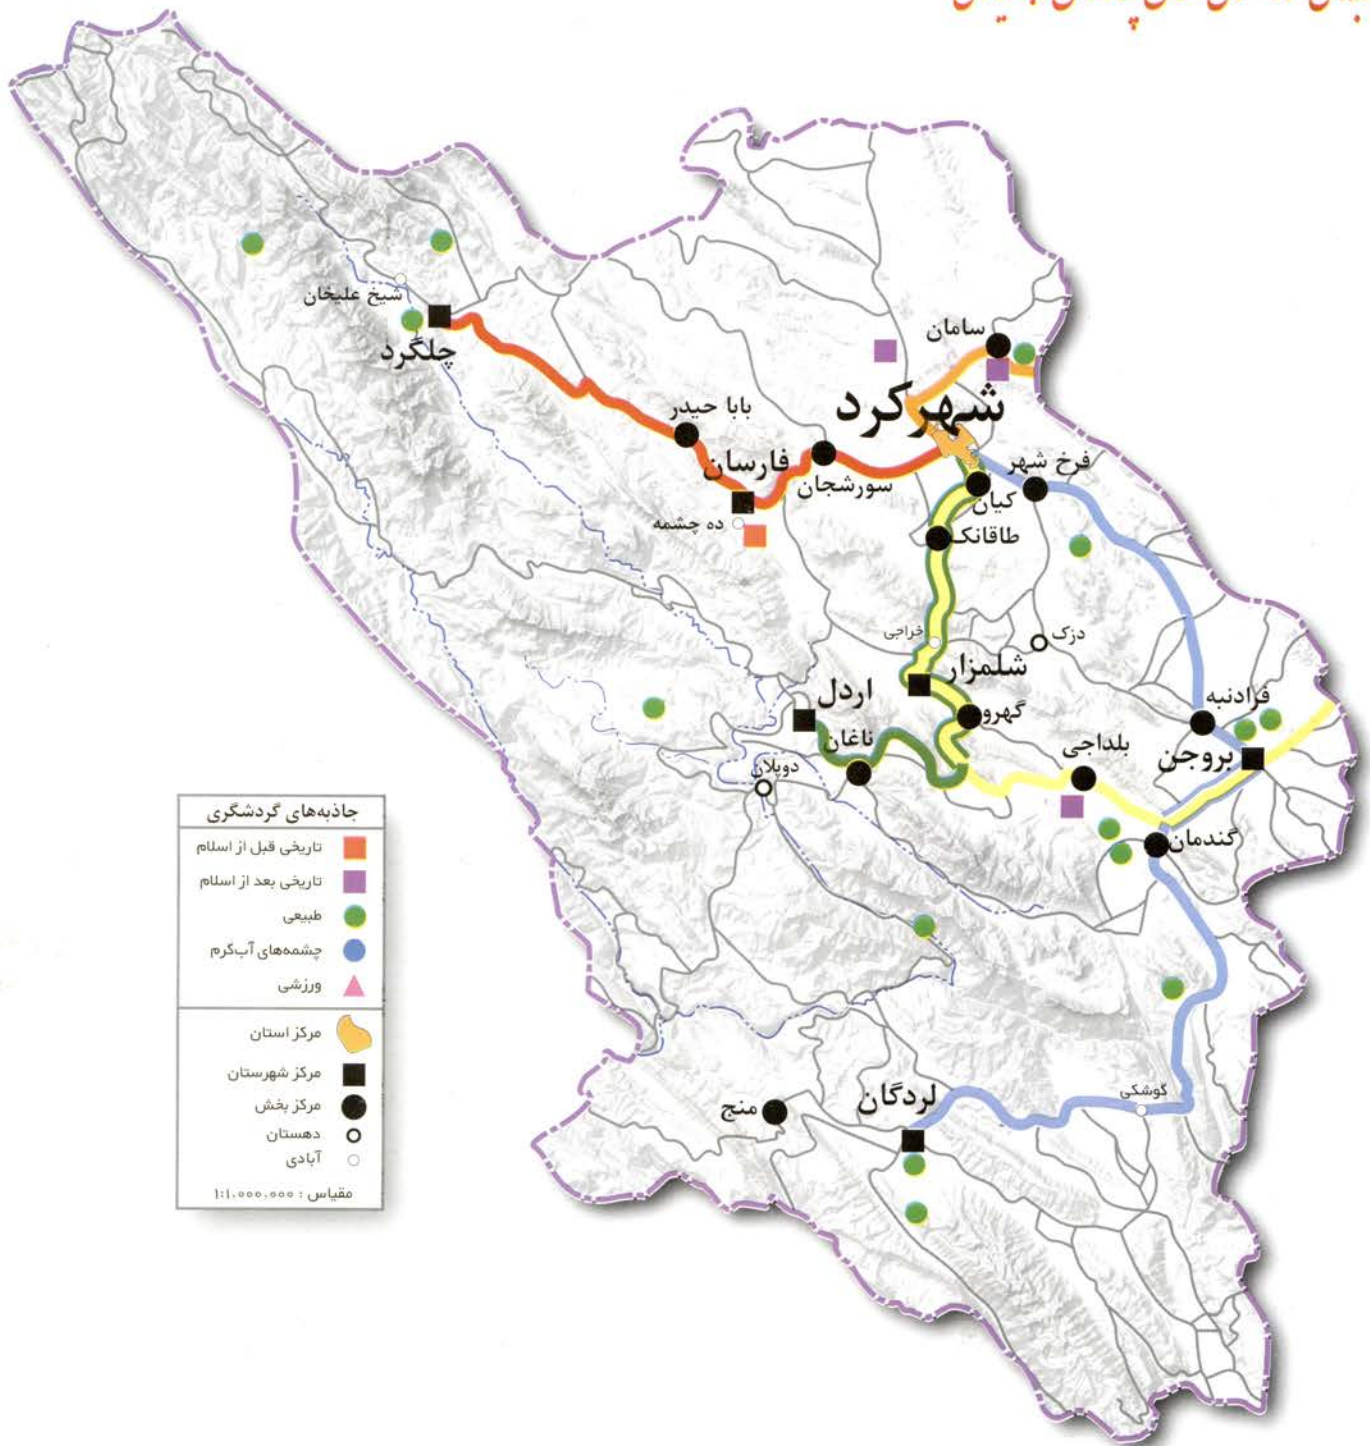 شیخ علیخان
چلگرد
سامان
شهرکرد
بابا حیدر
فارسان
سورشجان
فرخ شهر
کیان
ده چشمه
طاقانک
خراجی
دزک
شلمزار
اردل
گهرو
فرادنبه
ناغان
بلداجی
بروجن
دوپلان
گندمان
گوشکی
لردگان
منج
جاذبه‌های گردشگری
تاریخی قبل از اسلام
تاریخی بعد از اسلام
طبیعی
چشمه‌های آب‌گرم
ورزشی
مرکز استان
مرکز شهرستان
مرکز بخش
دهستان
آبادی
مقیاس : ۱:۱.۰۰۰.۰۰۰